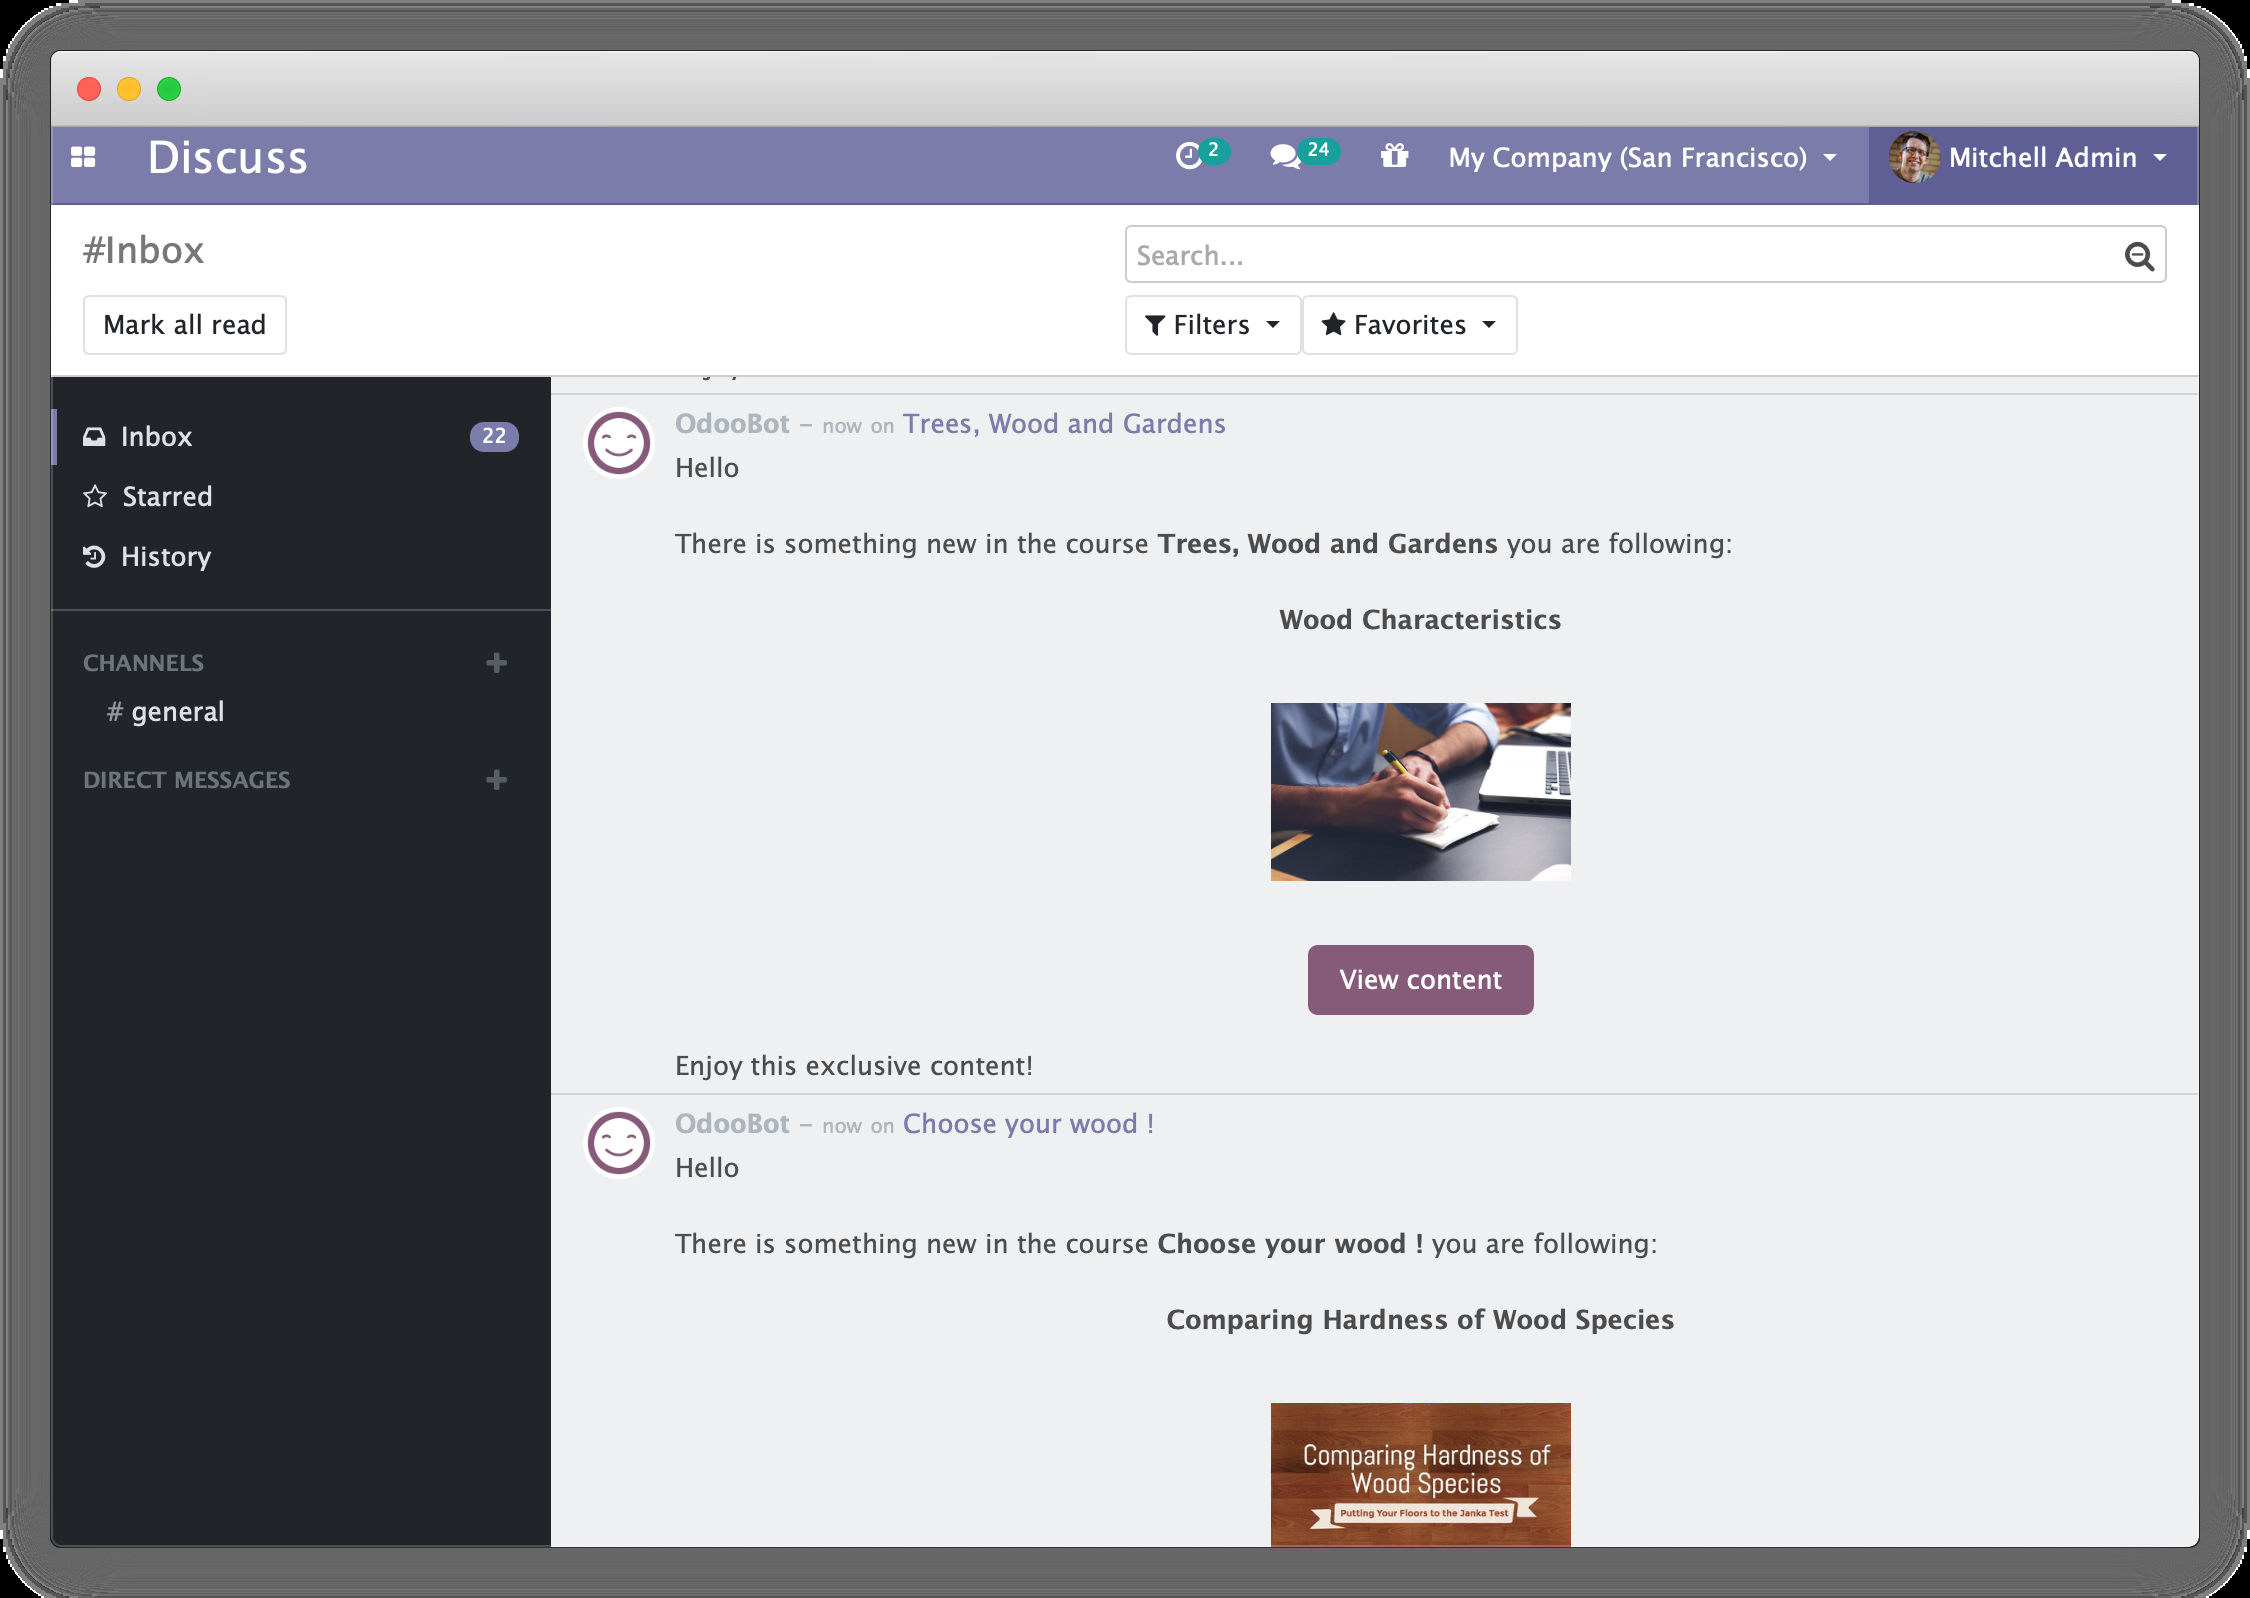 Discuss
2
24
My Company (San Francisco)
Mitchell Admin
#Inbox
Search...
Mark all read
Filters
Favorites
Inbox
22
Starred
History
CHANNELS
# general
DIRECT MESSAGES
OdooBot – now on Trees, Wood and Gardens
Hello
There is something new in the course Trees, Wood and Gardens you are following:
Wood Characteristics
View content
Enjoy this exclusive content!
OdooBot – now on Choose your wood !
Hello
There is something new in the course Choose your wood ! you are following:
Comparing Hardness of Wood Species
Comparing Hardness of
Wood Species
Putting Your Floors to the Janka Test